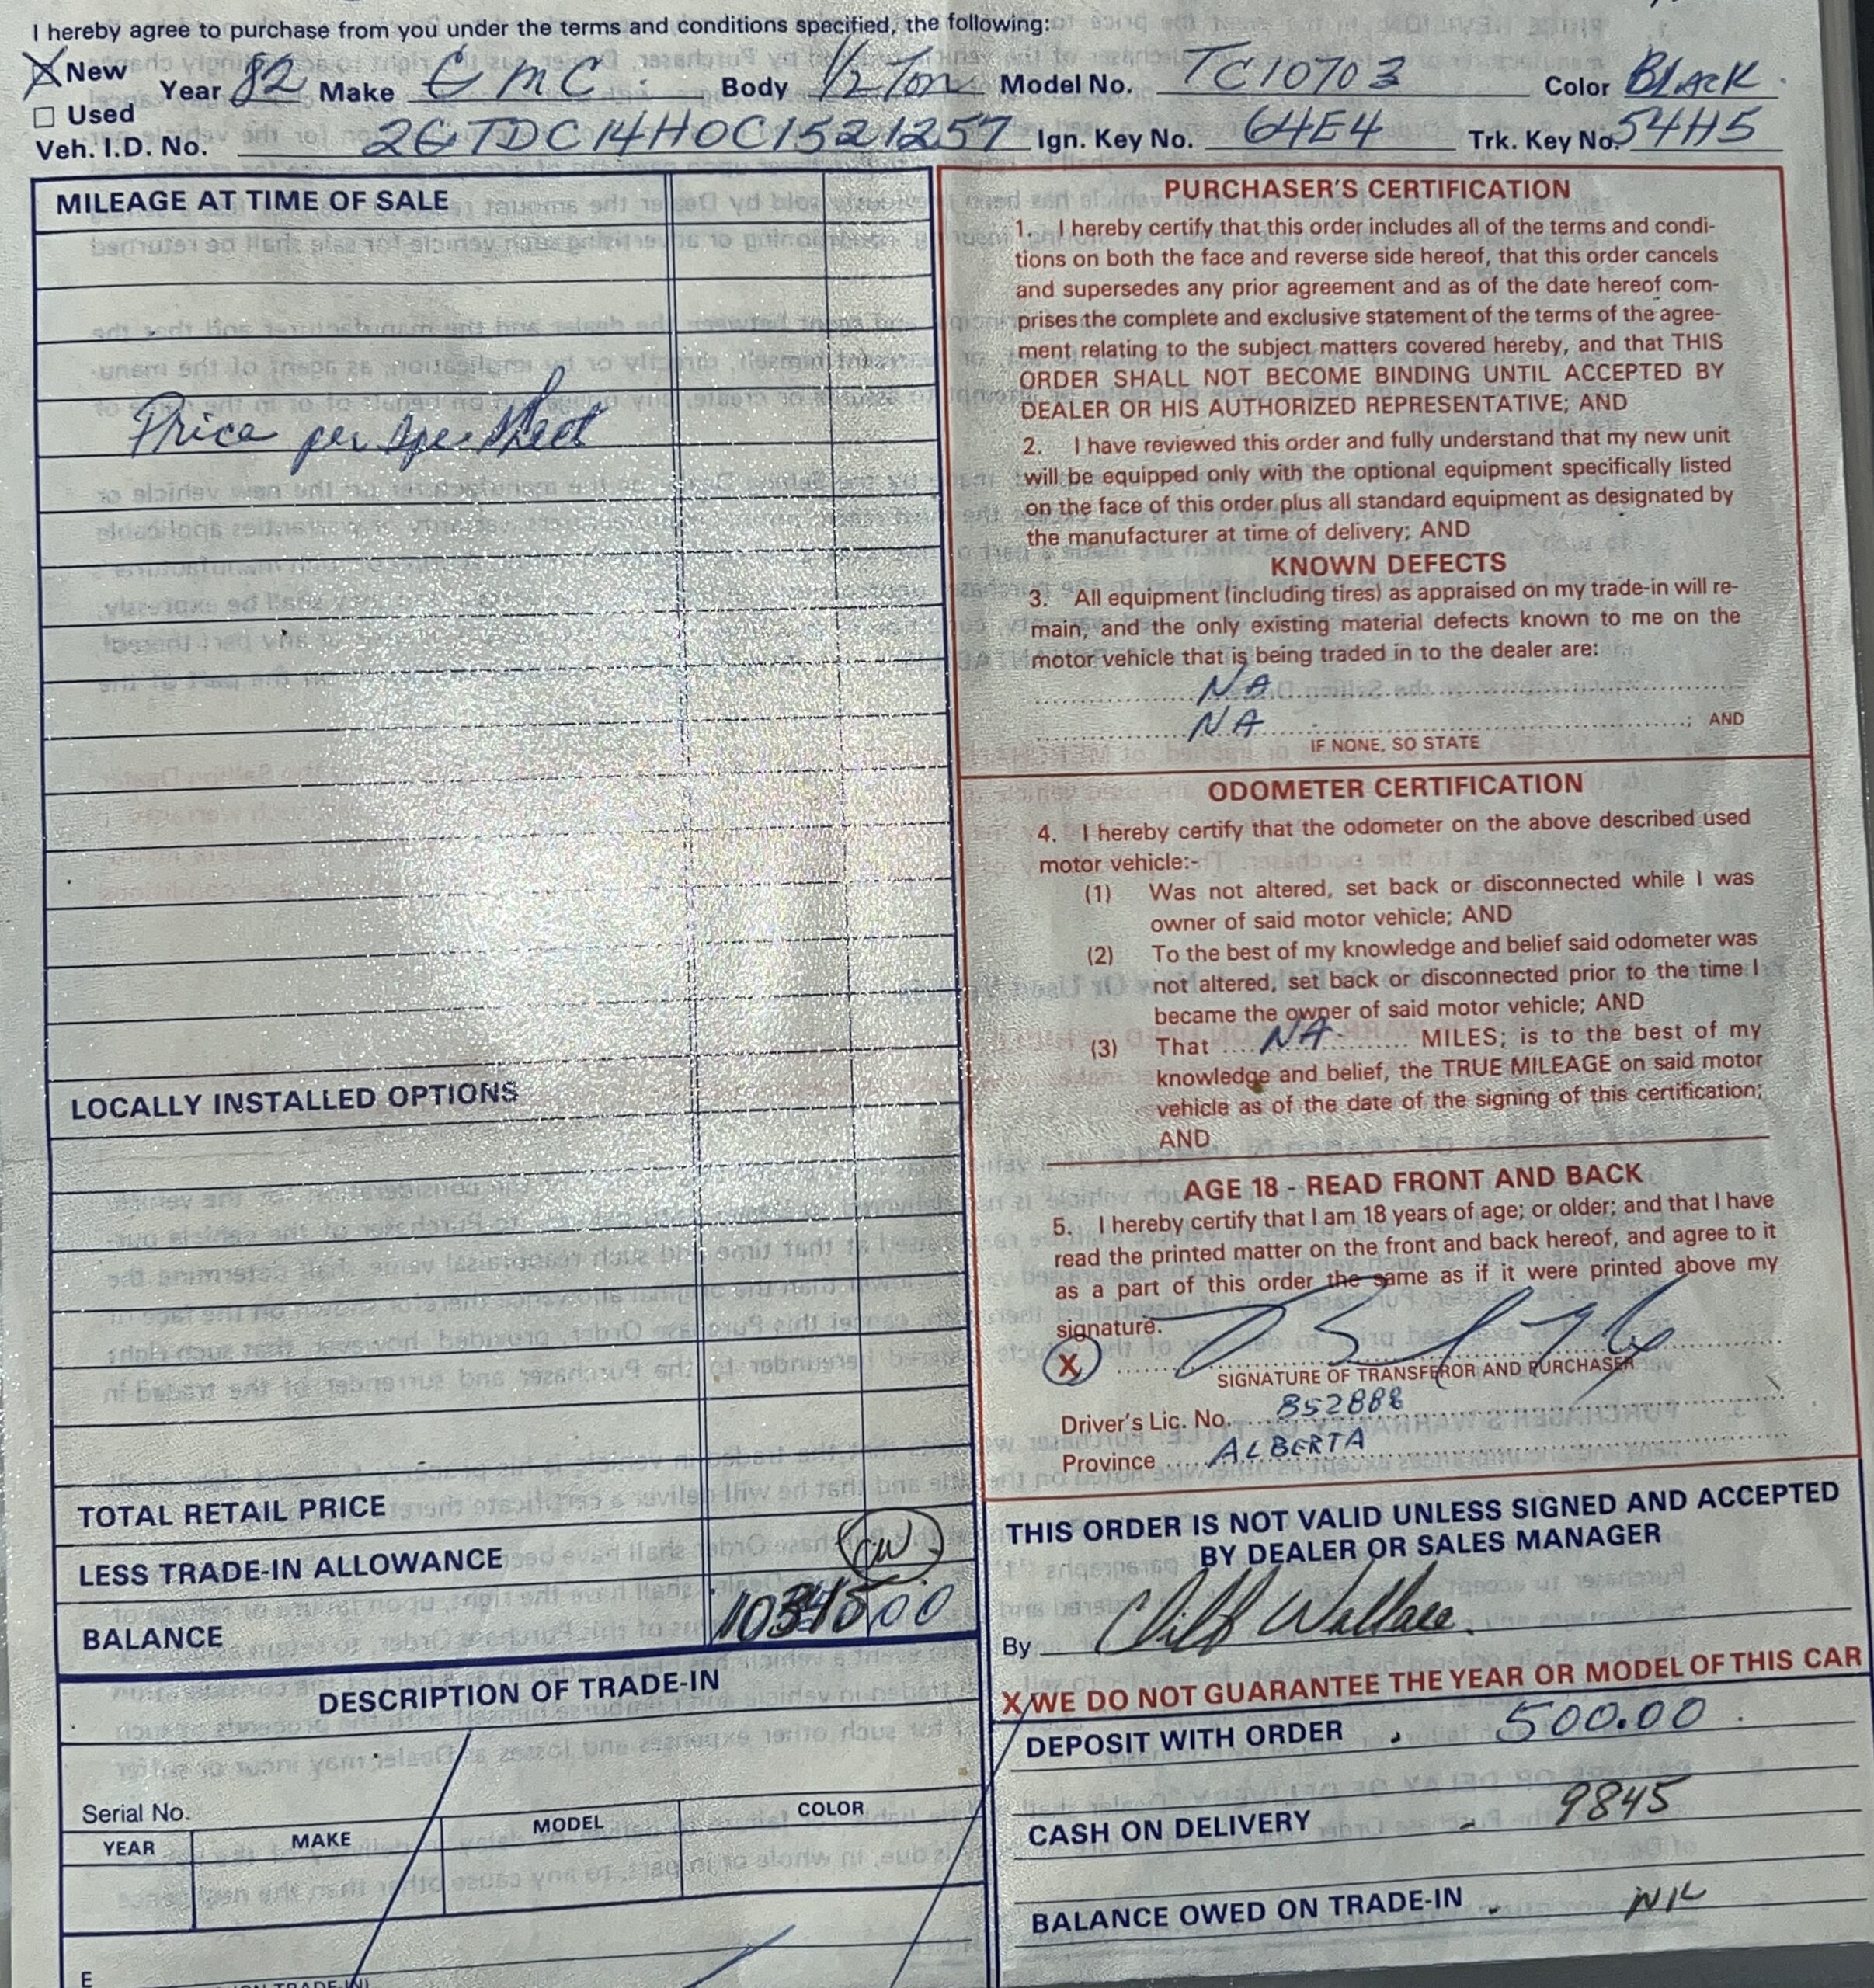 I hereby agree to purchase from you under the terms and conditions specified, the following:
X New
Year 82 Make GMC Body 1/2 Ton Model No. TC10703 Color BLACK
☐ Used
Veh. I.D. No. 2GTDC14H0C1521257 Ign. Key No. 64E4 Trk. Key No. 54H5
MILEAGE AT TIME OF SALE
Price per Spec Sheet
LOCALLY INSTALLED OPTIONS
TOTAL RETAIL PRICE
LESS TRADE-IN ALLOWANCE
BALANCE 10345 00
DESCRIPTION OF TRADE-IN
Serial No.
YEAR MAKE MODEL COLOR
PURCHASER'S CERTIFICATION
1. I hereby certify that this order includes all of the terms and condi-
tions on both the face and reverse side hereof, that this order cancels
and supersedes any prior agreement and as of the date hereof com-
prises the complete and exclusive statement of the terms of the agree-
ment relating to the subject matters covered hereby, and that THIS
ORDER SHALL NOT BECOME BINDING UNTIL ACCEPTED BY
DEALER OR HIS AUTHORIZED REPRESENTATIVE; AND
2. I have reviewed this order and fully understand that my new unit
will be equipped only with the optional equipment specifically listed
on the face of this order plus all standard equipment as designated by
the manufacturer at time of delivery; AND
KNOWN DEFECTS
3. All equipment (including tires) as appraised on my trade-in will re-
main, and the only existing material defects known to me on the
motor vehicle that is being traded in to the dealer are:
NA
NA ; AND
IF NONE, SO STATE
ODOMETER CERTIFICATION
4. I hereby certify that the odometer on the above described used
motor vehicle:-
(1) Was not altered, set back or disconnected while I was
owner of said motor vehicle; AND
(2) To the best of my knowledge and belief said odometer was
not altered, set back or disconnected prior to the time I
became the owner of said motor vehicle; AND
(3) That NA MILES; is to the best of my
knowledge and belief, the TRUE MILEAGE on said motor
vehicle as of the date of the signing of this certification;
AND
AGE 18 - READ FRONT AND BACK
5. I hereby certify that I am 18 years of age; or older; and that I have
read the printed matter on the front and back hereof, and agree to it
as a part of this order the same as if it were printed above my
signature.
X
SIGNATURE OF TRANSFEROR AND PURCHASER
Driver's Lic. No. 852888
Province ALBERTA
THIS ORDER IS NOT VALID UNLESS SIGNED AND ACCEPTED
BY DEALER OR SALES MANAGER
By Cliff Wallace
X WE DO NOT GUARANTEE THE YEAR OR MODEL OF THIS CAR
DEPOSIT WITH ORDER 500.00
CASH ON DELIVERY 9845
BALANCE OWED ON TRADE-IN NIL